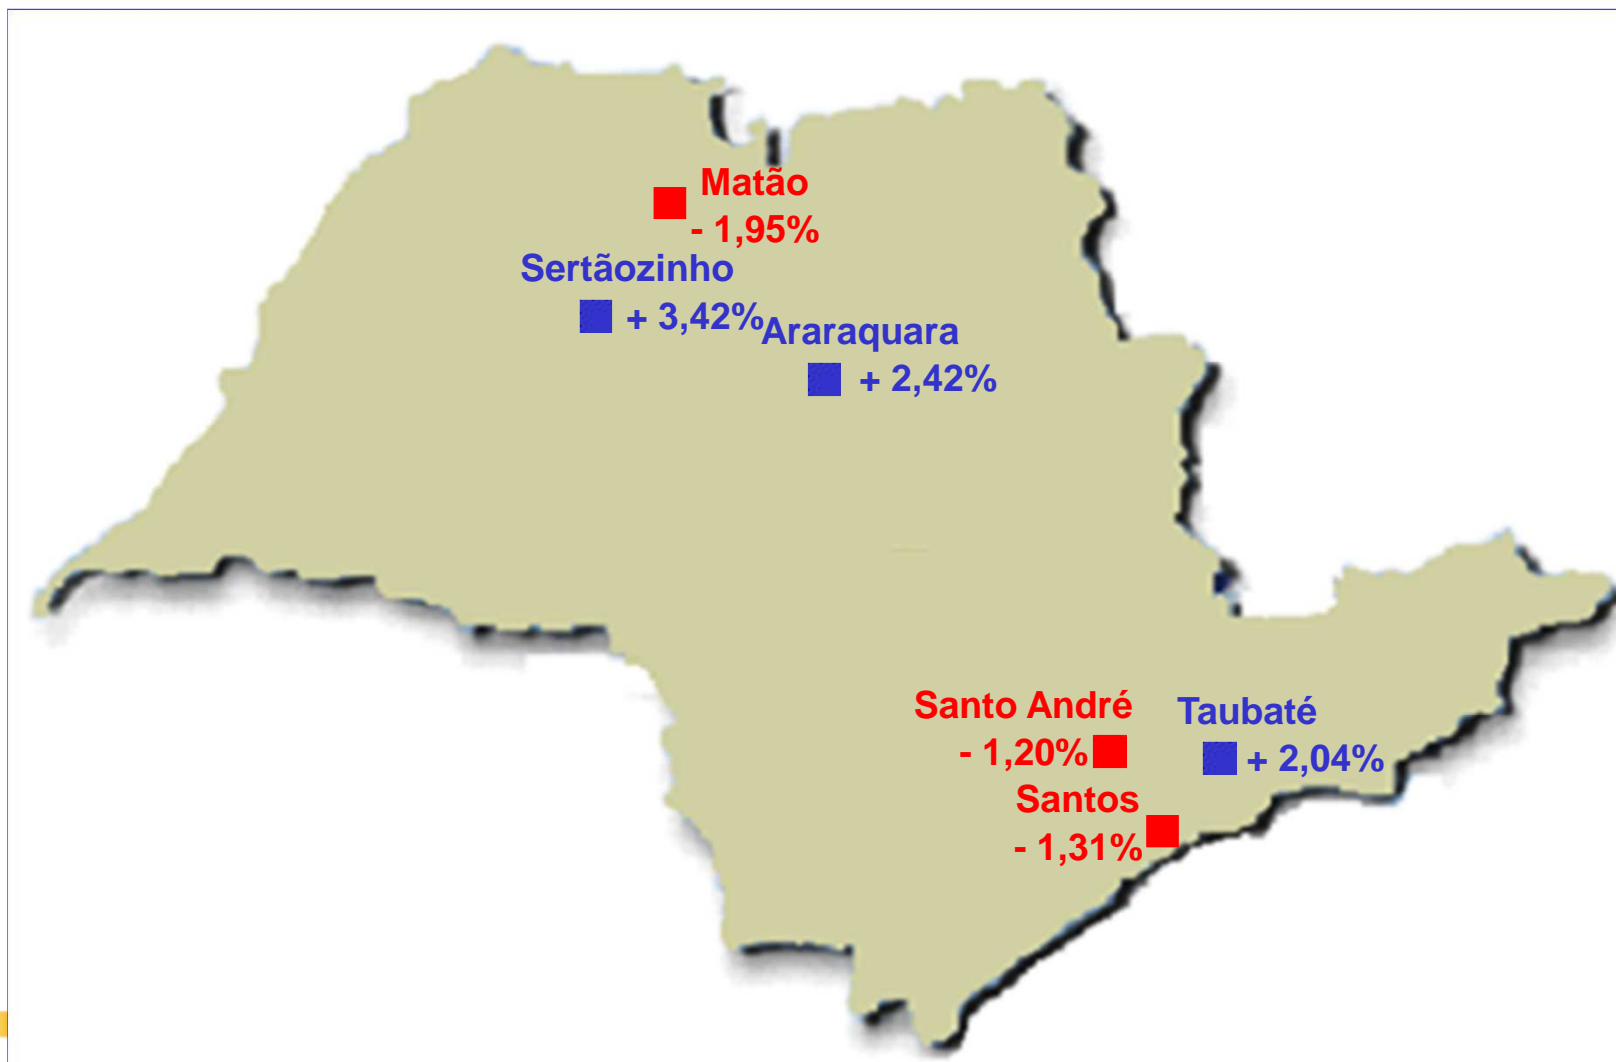 Matão
- 1,95%
Sertãozinho
+ 3,42%
Araraquara
+ 2,42%
Santo André
- 1,20%
Taubaté
+ 2,04%
Santos
- 1,31%